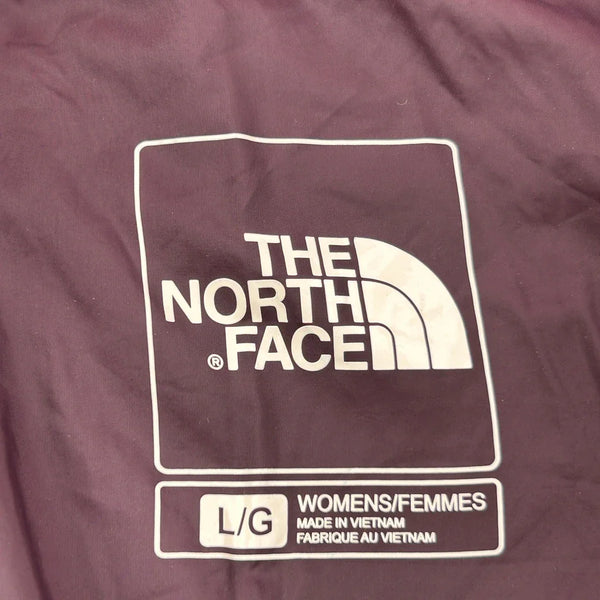 THE
NORTH
® FACE
L/G
WOMENS/FEMMES
MADE IN VIETNAM
FABRIQUE AU VIETNAM